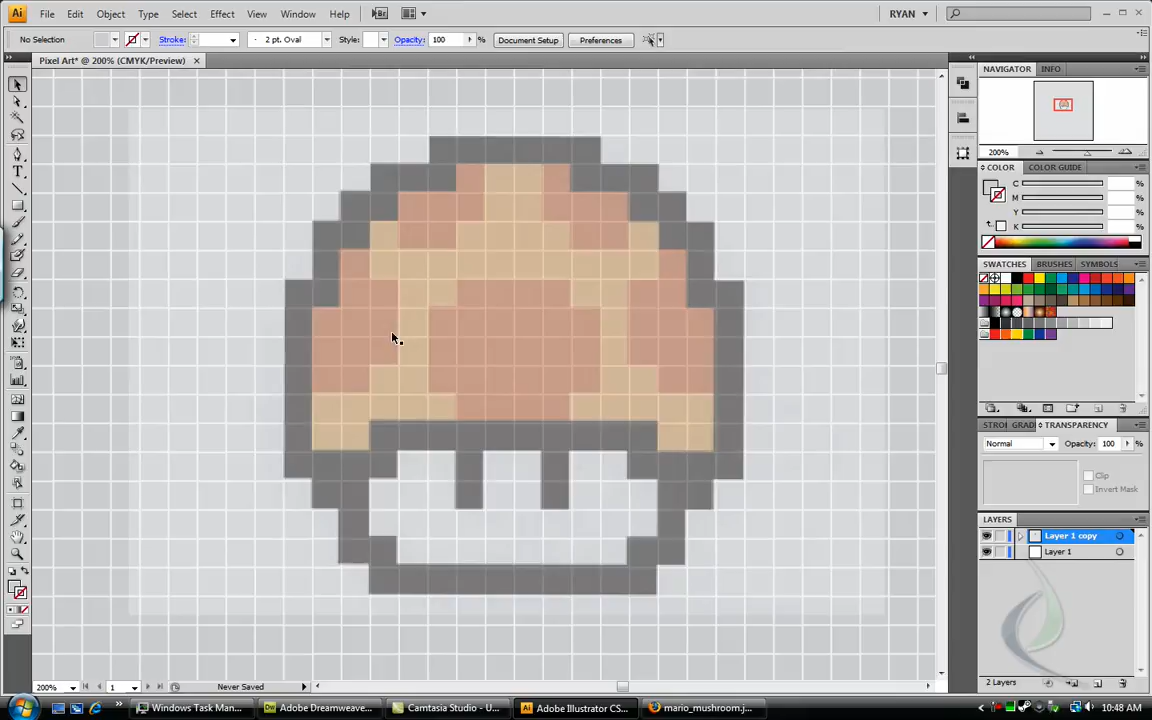 Ai File Edit Object Type Select Effect View Window Help Br RYAN
No Selection Stroke: 2 pt. Oval Style: Opacity: 100 % Document Setup Preferences
Pixel Art* @ 200% (CMYK/Preview) ×
NAVIGATOR INFO
200%
COLOR COLOR GUIDE
C %
M %
Y %
K %
SWATCHES BRUSHES SYMBOLS
STROI GRADI TRANSPARENCY
Normal Opacity: 100 %
Clip
Invert Mask
LAYERS
Layer 1 copy
Layer 1
2 Layers
200% 1 Never Saved
Windows Task Man... Adobe Dreamweave... Camtasia Studio - U... Adobe Illustrator CS... mario_mushroom.j... 10:48 AM